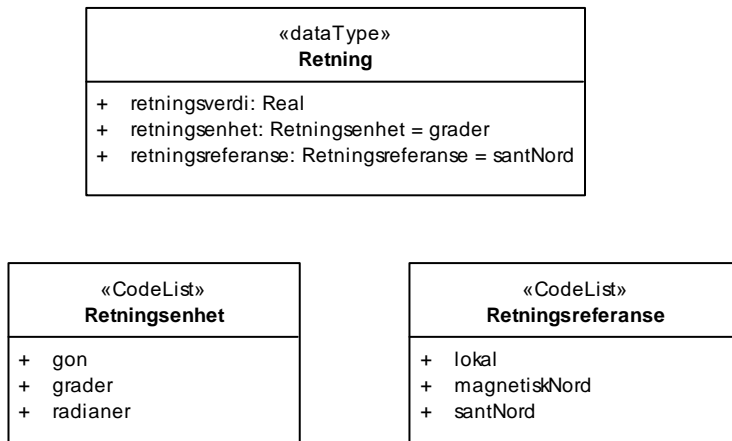 «dataType»
Retning
+ retningsverdi: Real
+ retningsenhet: Retningsenhet = grader
+ retningsreferanse: Retningsreferanse = santNord
«CodeList»
Retningsenhet
+ gon
+ grader
+ radianer
«CodeList»
Retningsreferanse
+ lokal
+ magnetiskNord
+ santNord